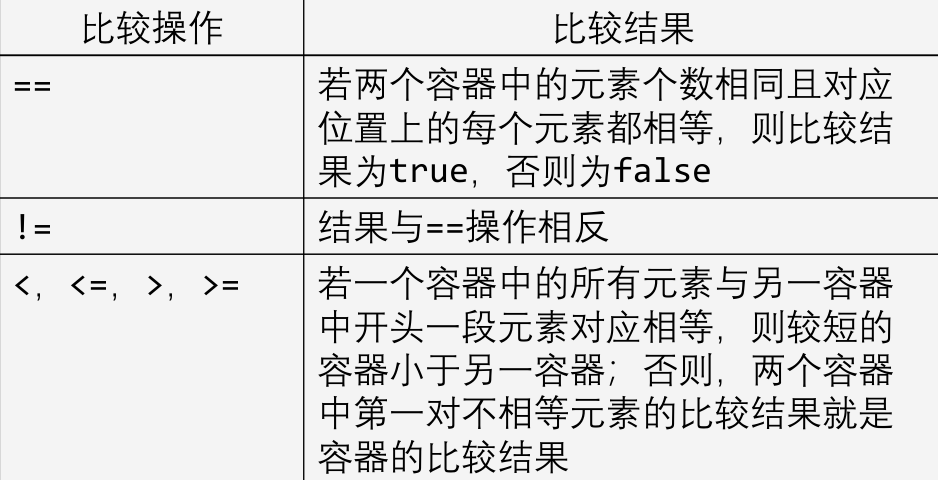 比较操作 比较结果
== 若两个容器中的元素个数相同且对应
位置上的每个元素都相等，则比较结
果为true，否则为false
!= 结果与==操作相反
<，<=，>，>= 若一个容器中的所有元素与另一容器
中开头一段元素对应相等，则较短的
容器小于另一容器；否则，两个容器
中第一对不相等元素的比较结果就是
容器的比较结果